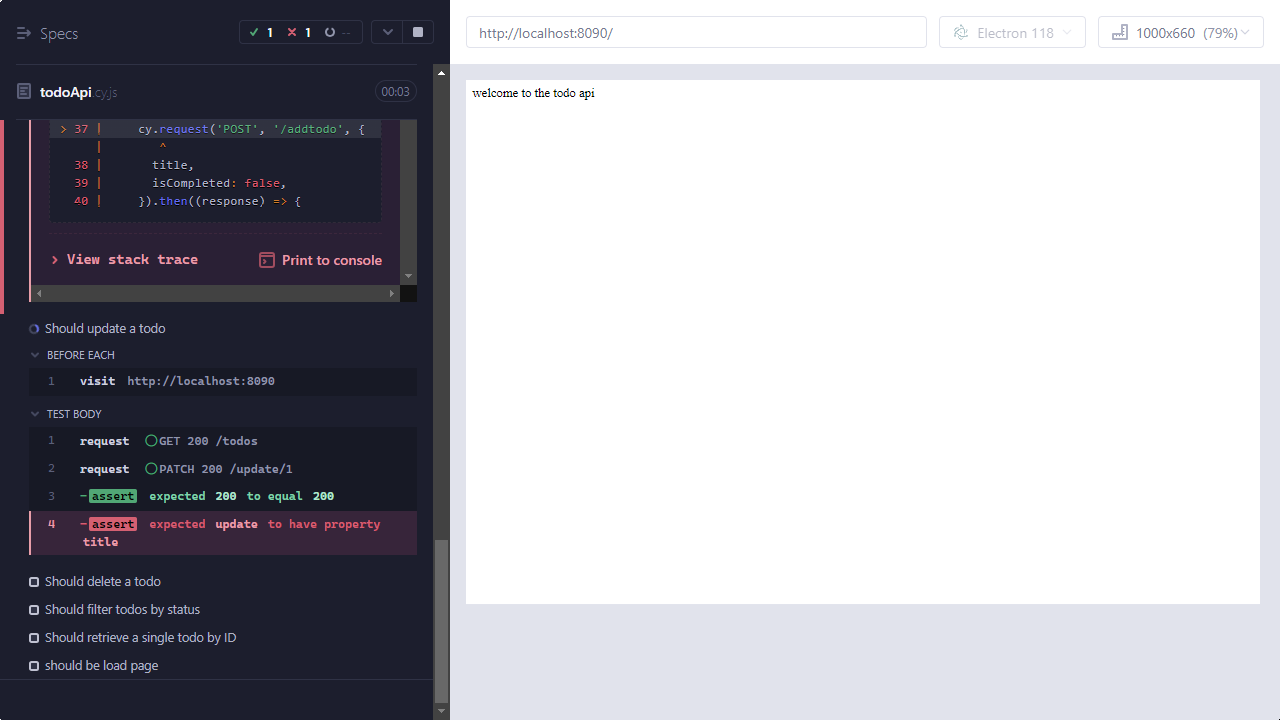 Specs
1
1
--
todoApi.cy.js
00:03
> 37 | cy.request('POST', '/addtodo', {
| ^
38 | title,
39 | isCompleted: false,
40 | }).then((response) => {
> View stack trace
Print to console
Should update a todo
BEFORE EACH
1 visit http://localhost:8090
TEST BODY
1 request GET 200 /todos
2 request PATCH 200 /update/1
3 -assert expected 200 to equal 200
4 -assert expected update to have property
title
Should delete a todo
Should filter todos by status
Should retrieve a single todo by ID
should be load page
http://localhost:8090/
Electron 118
1000x660 (79%)
welcome to the todo api